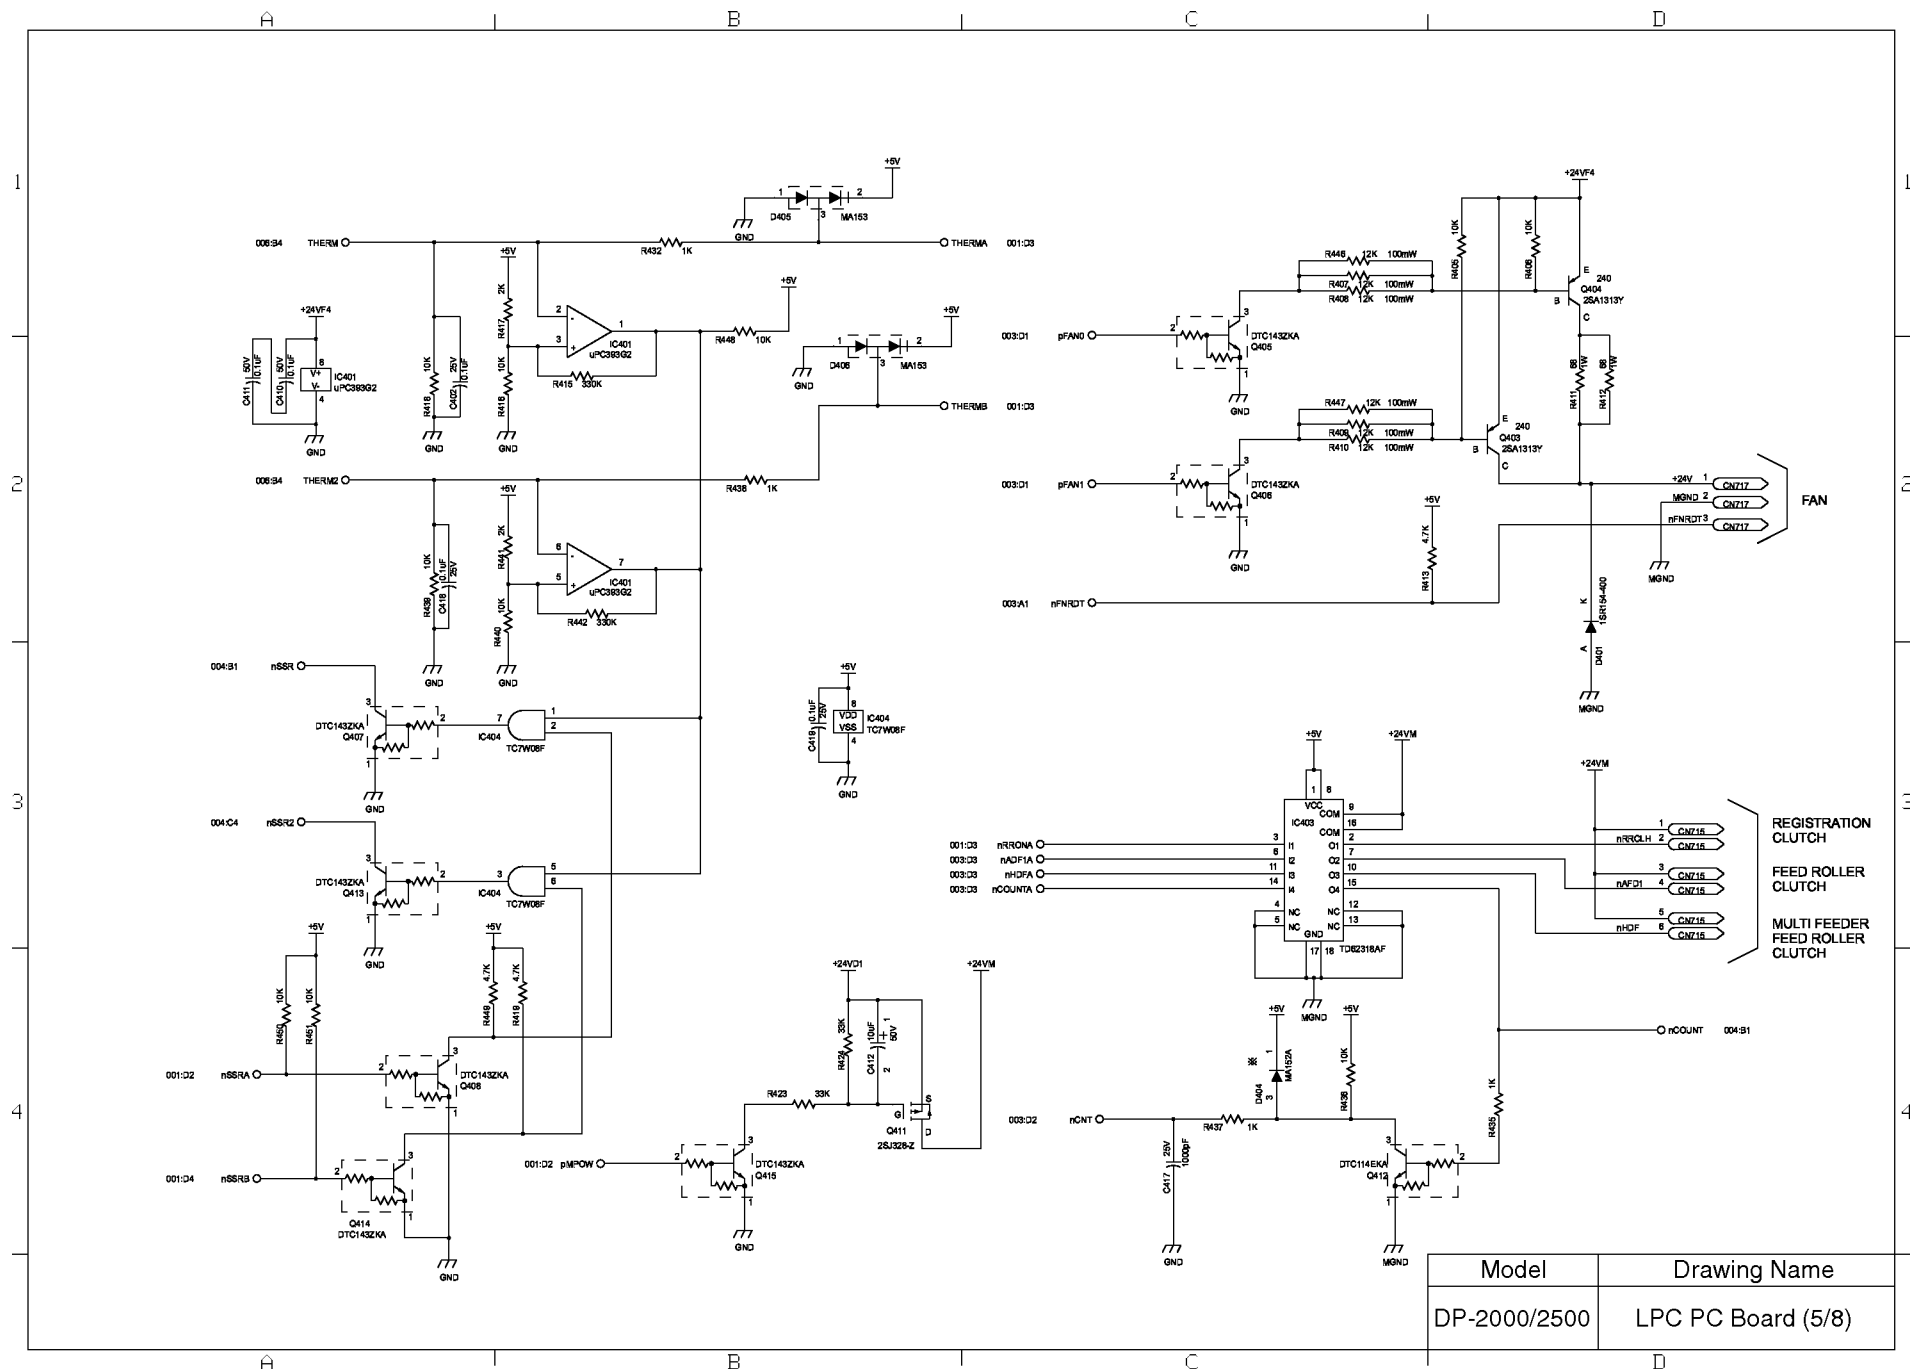 A B C D
1 1
+5V
1 2
D405 3 MA153
GND
+24VF4
006:B4 THERM
R432 1K
THERMA 001:D3
+5V
2K
R417
+5V
10K
R405
10K
R406
R446 12K 100mW
R407 12K 100mW
R408 12K 100mW
E
240
Q404
2SA1313Y
B
C
+24VF4
C411 50V 0.1uF
C410 50V 0.1uF
8
V+
V-
4
IC401
uPC393G2
GND
10K
R418
C402 25V 0.1uF
GND
2
-
3
+
1
IC401
uPC393G2
R415 330K
10K
R416
GND
R448 10K
+5V
1 2
D406 3 MA153
GND
THERMB 001:D3
003:D1 pFAN0
2 3
DTC143ZKA
Q405
1
GND
68 1W
R411
68 1W
R412
R447 12K 100mW
R409 12K 100mW
R410 12K 100mW
E
240
Q403
2SA1313Y
B
C
2 2
006:B4 THERM2
R438 1K
003:D1 pFAN1
2 3
DTC143ZKA
Q406
1
GND
+24V 1 CN717
MGND 2 CN717
nFNRDT 3 CN717
FAN
MGND
+5V
2K
R441
10K
R440
GND
10K
R439
C418 0.1uF 25V
GND
6
-
5
+
7
IC401
uPC393G2
R442 330K
+5V
4.7K
R413
003:A1 nFNRDT
K
1SR154-400
A
D401
MGND
004:B1 nSSR
3
DTC143ZKA
Q407
2
1
GND
7
IC404
1
2
TC7W08F
+5V
C419 0.1uF 25V
8
VDD
VSS
4
IC404
TC7W08F
GND
3 3
004:C4 nSSR2
3
DTC143ZKA
Q413
2
1
GND
3
IC404
5
6
TC7W08F
+5V
+24VM
1 8
VCC
IC403
9 COM
16 COM
001:D3 nRRONA 3 I1 O1 2
003:D3 nADF1A 6 I2 O2 7
003:D3 nHDFA 11 I3 O3 10
003:D3 nCOUNTA 14 I4 O4 15
4 NC NC 12
5 NC NC 13
GND
17 18
TD62318AF
MGND
+24VM
1 CN715
nRRCLH 2 CN715
REGISTRATION
CLUTCH
3 CN715
nAFD1 4 CN715
FEED ROLLER
CLUTCH
5 CN715
nHDF 6 CN715
MULTI FEEDER
FEED ROLLER
CLUTCH
+5V
10K
R450
10K
R451
+5V
4.7K
R449
4.7K
R419
+24VD1
+24VM
33K
R424
1
+
10uF 50V
C412
2
001:D2 nSSRA
2 3
DTC143ZKA
Q408
1
R423 33K
G S
D
Q411
2SJ328-Z
4 4
001:D4 nSSRB
2 3
1
Q414
DTC143ZKA
GND
001:D2 pMPOW
2 3
DTC143ZKA
Q415
1
GND
+5V
※
1
MA152A
D404
3
+5V
10K
R436
nCOUNT 004:B1
1K
R435
003:D2 nCNT
R437 1K
25V 1000pF
C417
GND
3
DTC114EKA
Q412
2
1
MGND
Model Drawing Name
DP-2000/2500 LPC PC Board (5/8)
A B C D